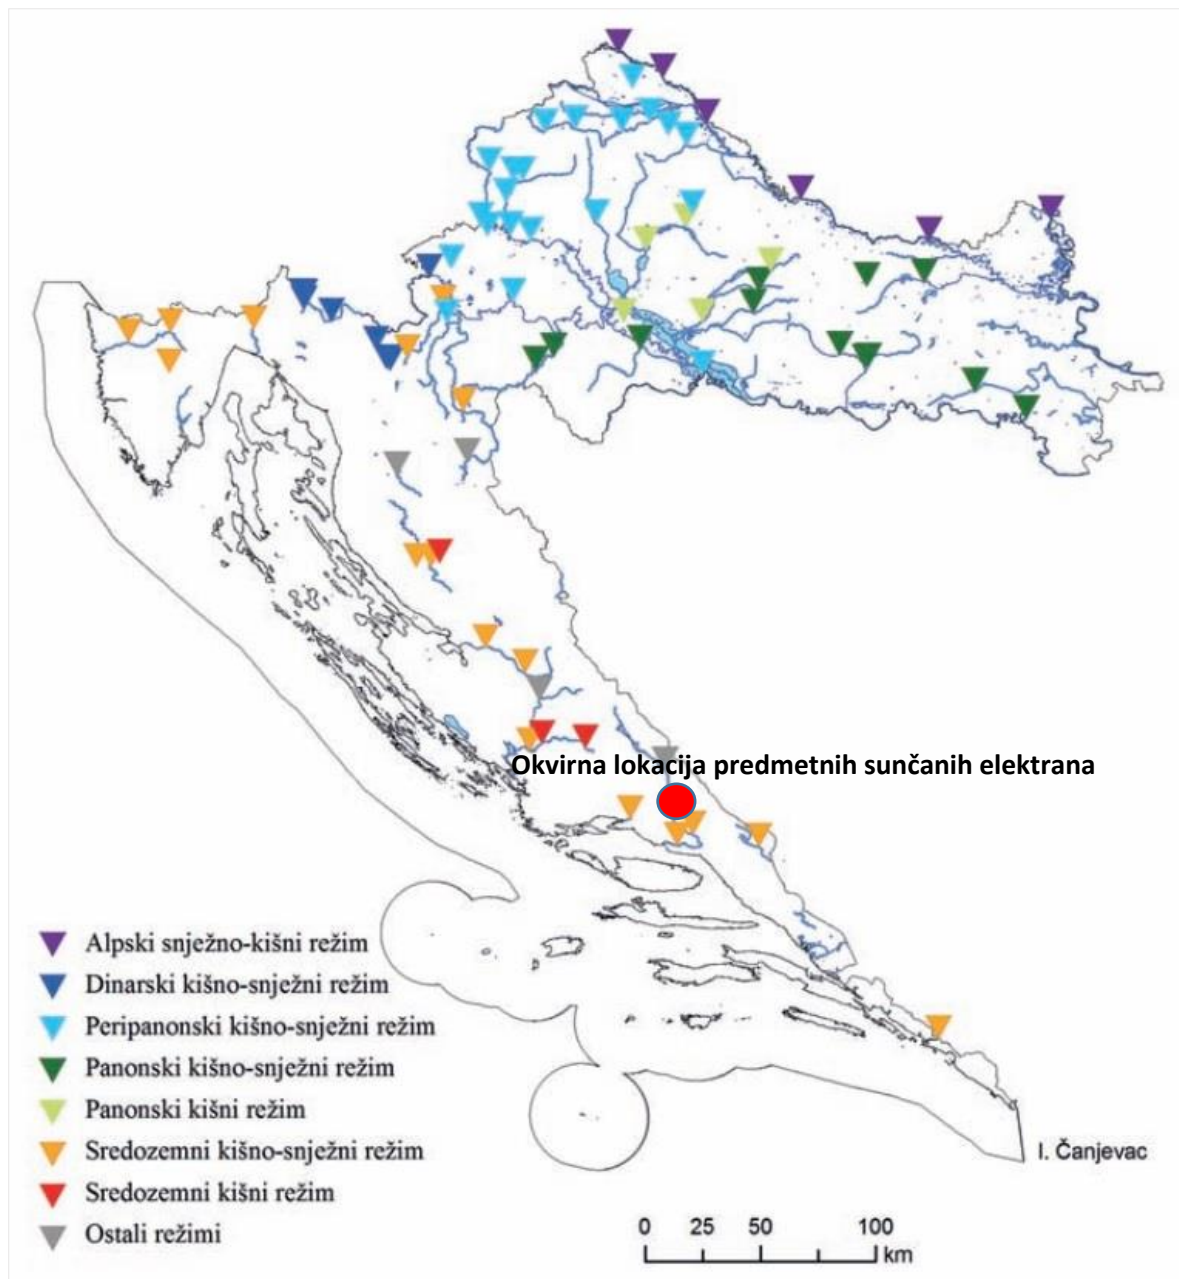 Okvirna lokacija predmetnih sunčanih elektrana
Alpski snježno-kišni režim
Dinarski kišno-snježni režim
Peripanonski kišno-snježni režim
Panonski kišno-snježni režim
Panonski kišni režim
Sredozemni kišno-snježni režim
Sredozemni kišni režim
Ostali režimi
I. Čanjevac
0 25 50 100
km